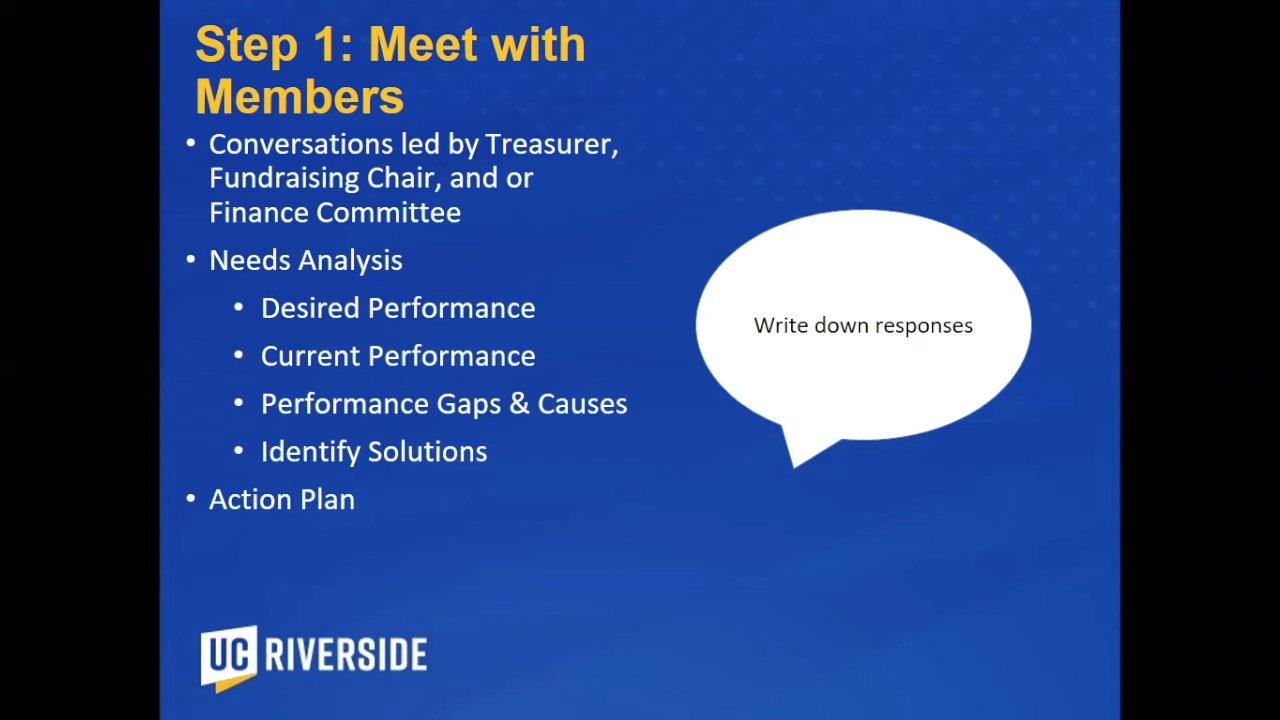 Step 1: Meet with
Members
• Conversations led by Treasurer,
Fundraising Chair, and or
Finance Committee
• Needs Analysis
• Desired Performance
• Current Performance
• Performance Gaps & Causes
• Identify Solutions
• Action Plan
Write down responses
UC RIVERSIDE